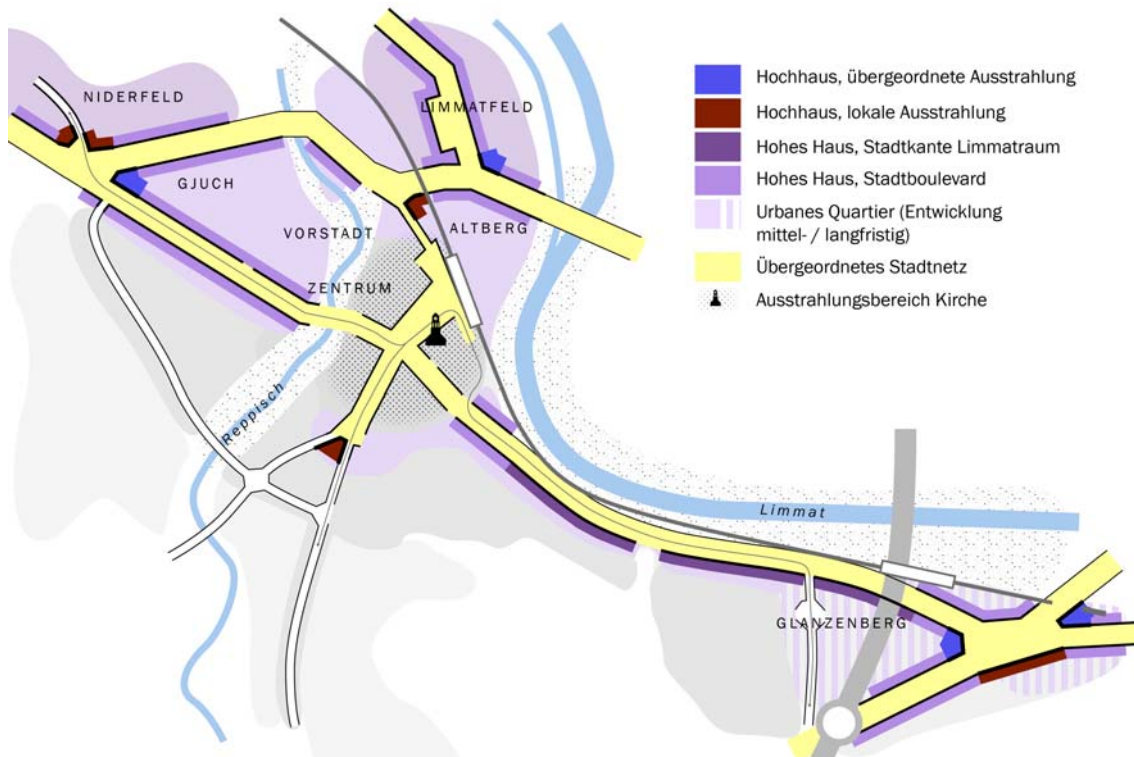 NIDERFELD
LIMMATFELD
GJUCH
VORSTADT
ALTBERG
ZENTRUM
Reppisch
Limmat
GLANZENBERG
Hochhaus, übergeordnete Ausstrahlung
Hochhaus, lokale Ausstrahlung
Hohes Haus, Stadtkante Limmatraum
Hohes Haus, Stadtboulevard
Urbanes Quartier (Entwicklung
mittel- / langfristig)
Übergeordnetes Stadtnetz
Ausstrahlungsbereich Kirche